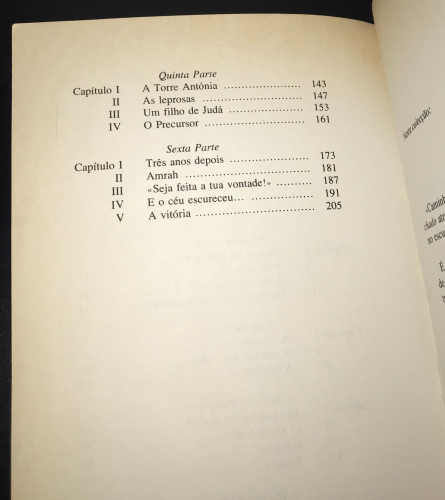 Quinta Parte
Capítulo I A Torre Antónia ........................ 143
II As leprosas .............................. 147
III Um filho de Judá ........................ 153
IV O Precursor .............................. 161
Sexta Parte
Capítulo I Três anos depois ........................ 173
II Amrah .................................... 181
III «Seja feita a tua vontade!» ........... 187
IV E o céu escureceu... .................... 191
V A vitória ................................. 205
Nesta colecção: